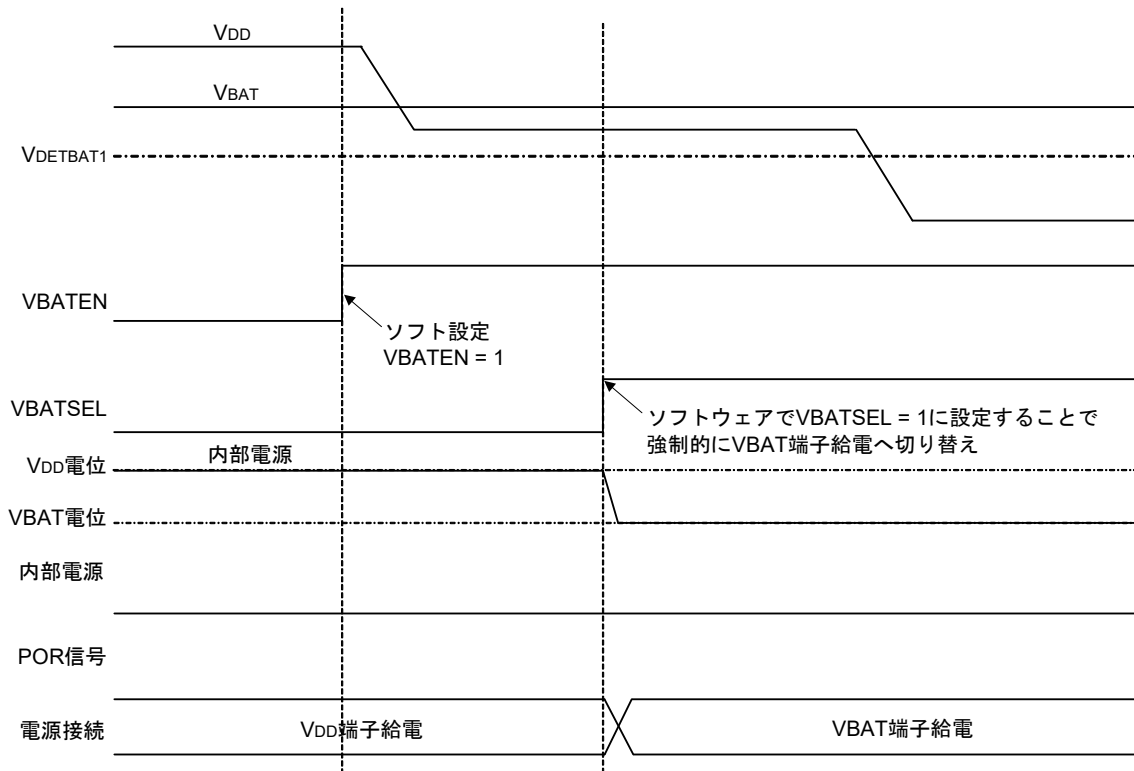 VDD
VBAT
VDETBAT1
VBATEN
ソフト設定
VBATEN = 1
VBATSEL
ソフトウェアでVBATSEL = 1に設定することで
強制的にVBAT端子給電へ切り替え
内部電源
VDD電位
VBAT電位
内部電源
POR信号
電源接続
VDD端子給電
VBAT端子給電